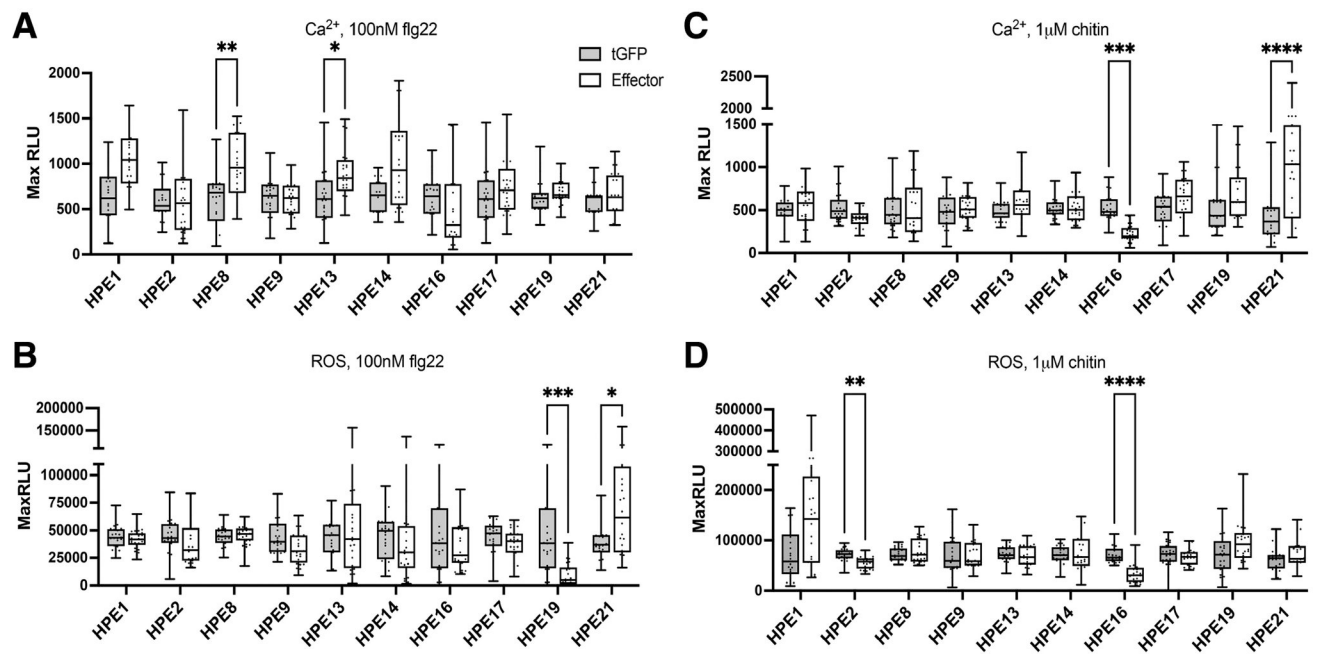 A
Ca2+, 100nM flg22
** *
tGFP
Effector
Max RLU
2000
1500
1000
500
0
HPE1 HPE2 HPE8 HPE9 HPE13 HPE14 HPE16 HPE17 HPE19 HPE21
B
ROS, 100nM flg22
*** *
MaxRLU
200000
150000
100000
75000
50000
25000
0
HPE1 HPE2 HPE8 HPE9 HPE13 HPE14 HPE16 HPE17 HPE19 HPE21
C
Ca2+, 1µM chitin
*** ****
Max RLU
2500
2000
1500
1000
500
0
HPE1 HPE2 HPE8 HPE9 HPE13 HPE14 HPE16 HPE17 HPE19 HPE21
D
ROS, 1µM chitin
** ****
MaxRLU
500000
400000
300000
200000
100000
0
HPE1 HPE2 HPE8 HPE9 HPE13 HPE14 HPE16 HPE17 HPE19 HPE21